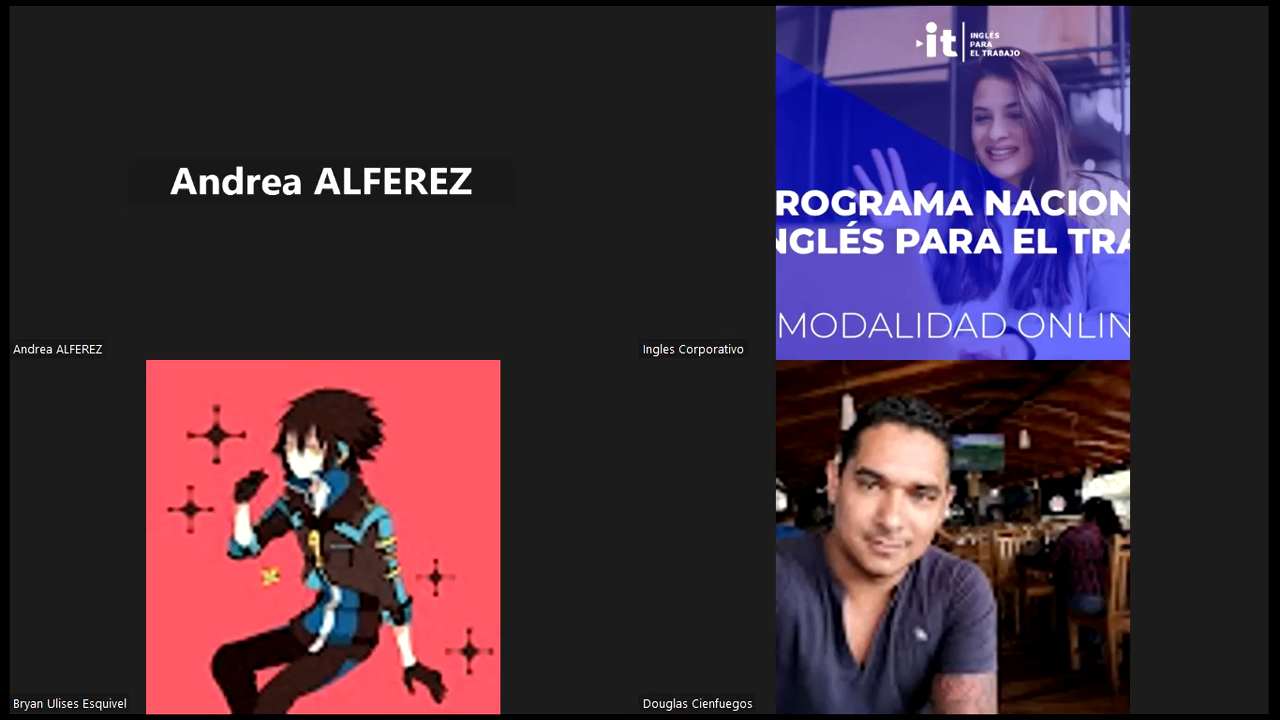 Andrea ALFEREZ
Andrea ALFEREZ
it
INGLÉS
PARA
EL TRABAJO
ROGRAMA NACION
NGLÉS PARA EL TRA
MODALIDAD ONLIN
Ingles Corporativo
Bryan Ulises Esquivel
Douglas Cienfuegos